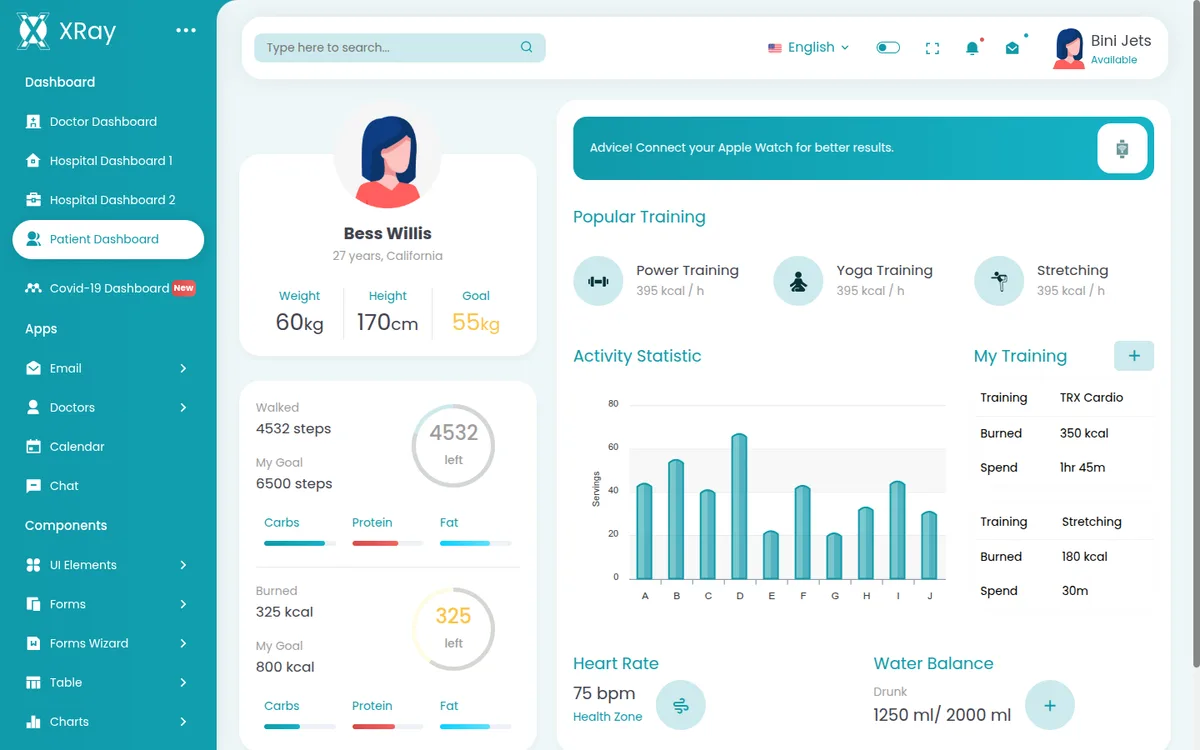 XRay
Dashboard
Doctor Dashboard
Hospital Dashboard 1
Hospital Dashboard 2
Patient Dashboard
Covid-19 Dashboard New
Apps
Email
Doctors
Calendar
Chat
Components
UI Elements
Forms
Forms Wizard
Table
Charts
Type here to search...
English
Bini Jets
Available
Bess Willis
27 years, California
Weight Height Goal
60kg 170cm 55kg
Walked
4532 steps
My Goal
6500 steps
4532
left
Carbs Protein Fat
Burned
325 kcal
My Goal
800 kcal
325
left
Carbs Protein Fat
Advice! Connect your Apple Watch for better results.
Popular Training
Power Training
395 kcal / h
Yoga Training
395 kcal / h
Stretching
395 kcal / h
Activity Statistic
Servings
80
60
40
20
0
A B C D E F G H I J
My Training
+
Training TRX Cardio
Burned 350 kcal
Spend 1hr 45m
Training Stretching
Burned 180 kcal
Spend 30m
Heart Rate
75 bpm
Health Zone
Water Balance
Drunk
1250 ml/ 2000 ml
+